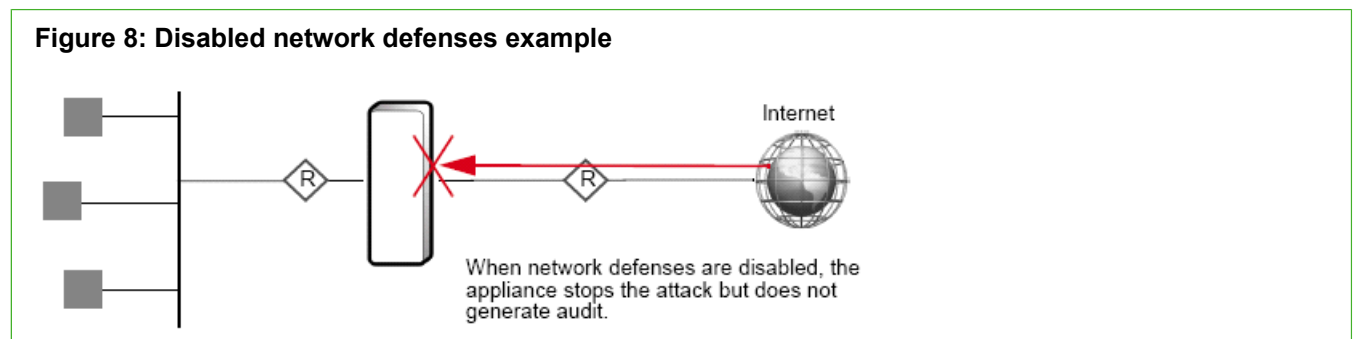 Figure 8: Disabled network defenses example
Internet
R
R
When network defenses are disabled, the
appliance stops the attack but does not
generate audit.